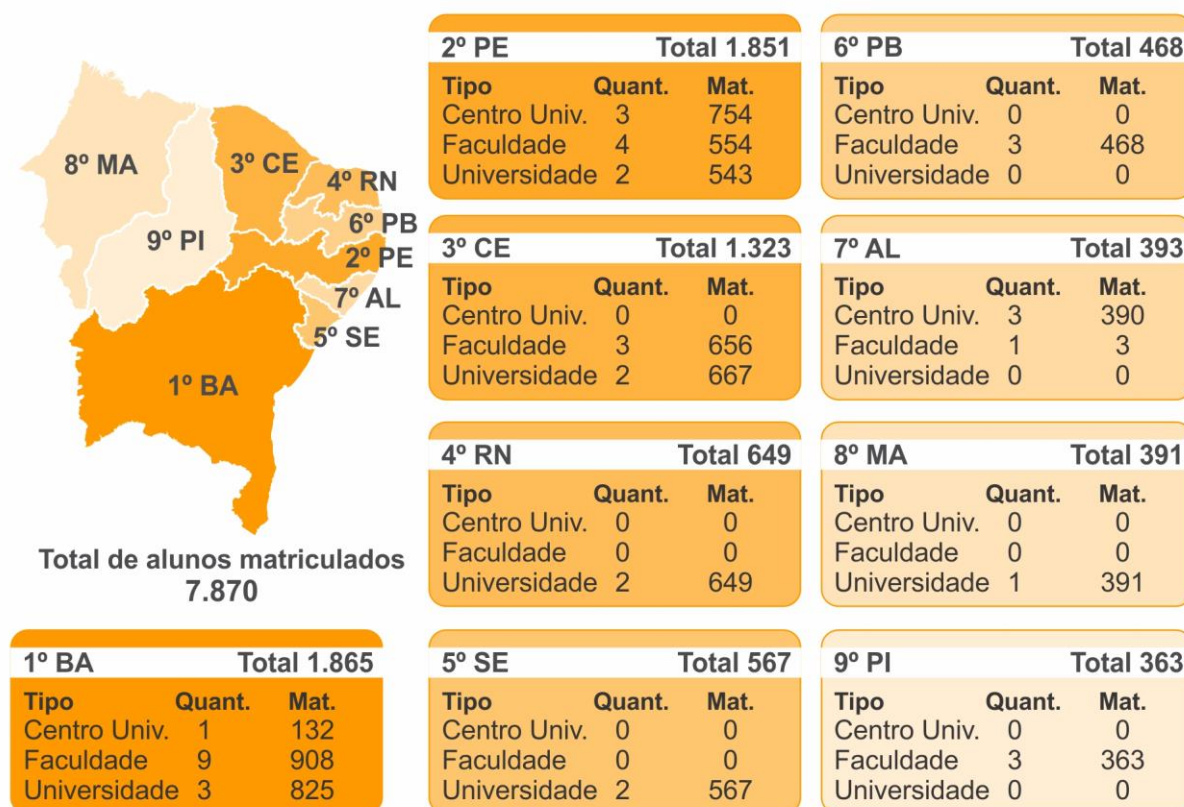 8º MA
3º CE
4º RN
6º PB
9º PI
2º PE
7º AL
5º SE
1º BA
Total de alunos matriculados
7.870
1º BA Total 1.865
Tipo Quant. Mat.
Centro Univ. 1 132
Faculdade 9 908
Universidade 3 825
2º PE Total 1.851
Tipo Quant. Mat.
Centro Univ. 3 754
Faculdade 4 554
Universidade 2 543
3º CE Total 1.323
Tipo Quant. Mat.
Centro Univ. 0 0
Faculdade 3 656
Universidade 2 667
4º RN Total 649
Tipo Quant. Mat.
Centro Univ. 0 0
Faculdade 0 0
Universidade 2 649
5º SE Total 567
Tipo Quant. Mat.
Centro Univ. 0 0
Faculdade 0 0
Universidade 2 567
6º PB Total 468
Tipo Quant. Mat.
Centro Univ. 0 0
Faculdade 3 468
Universidade 0 0
7º AL Total 393
Tipo Quant. Mat.
Centro Univ. 3 390
Faculdade 1 3
Universidade 0 0
8º MA Total 391
Tipo Quant. Mat.
Centro Univ. 0 0
Faculdade 0 0
Universidade 1 391
9º PI Total 363
Tipo Quant. Mat.
Centro Univ. 0 0
Faculdade 3 363
Universidade 0 0